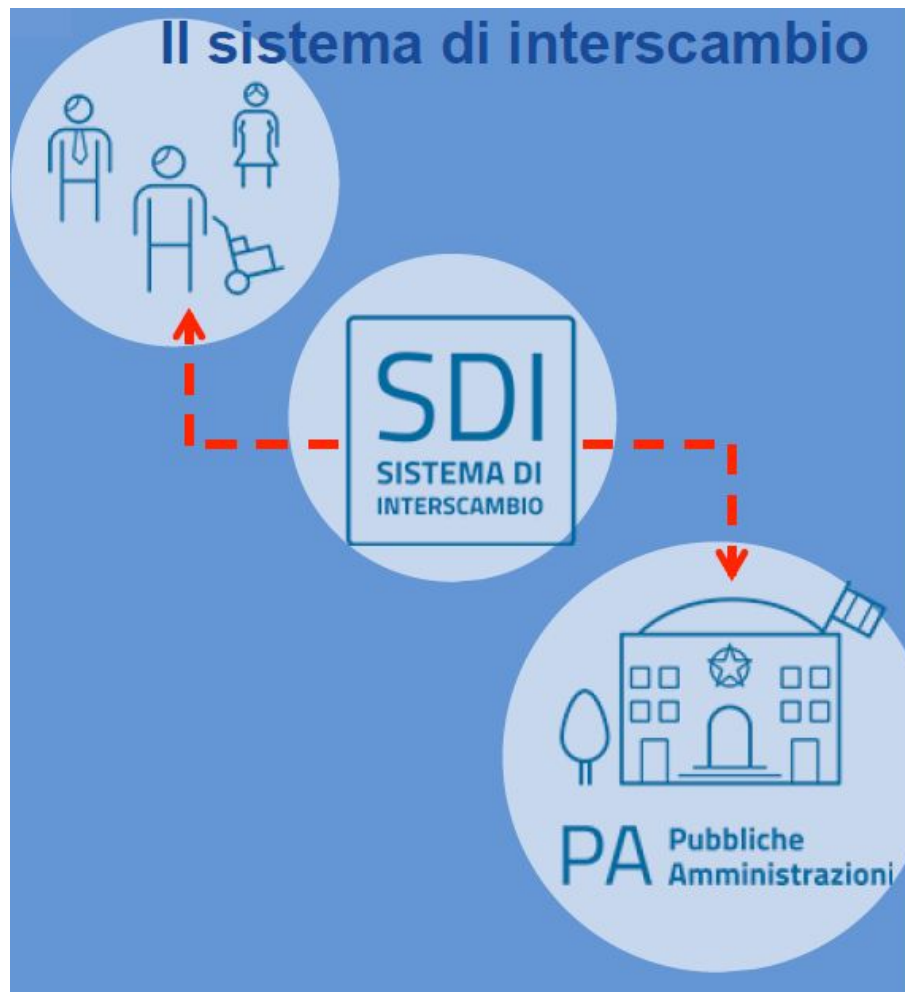 Il sistema di interscambio
SDI
SISTEMA DI
INTERSCAMBIO
PA Pubbliche
Amministrazioni